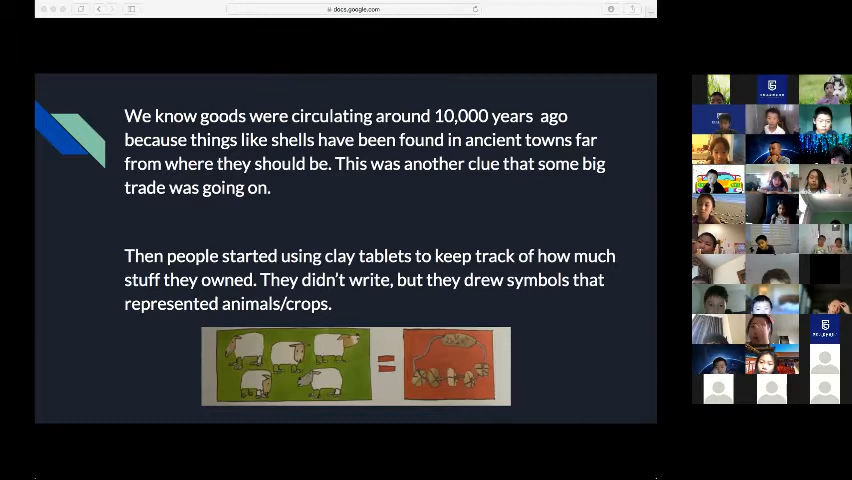 docs.google.com
We know goods were circulating around 10,000 years ago
because things like shells have been found in ancient towns far
from where they should be. This was another clue that some big
trade was going on.
Then people started using clay tablets to keep track of how much
stuff they owned. They didn't write, but they drew symbols that
represented animals/crops.
=